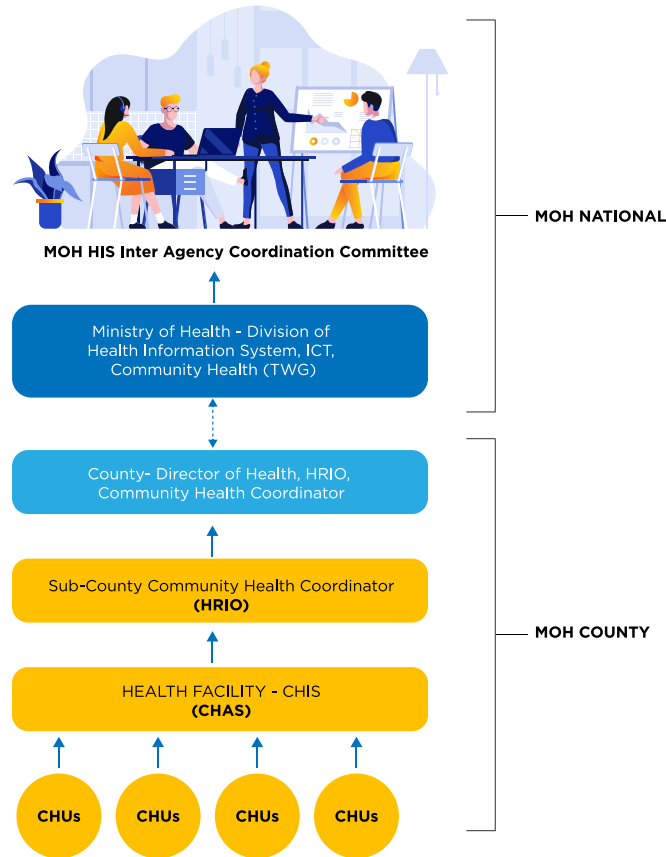 MOH NATIONAL
MOH HIS Inter Agency Coordination Committee
Ministry of Health - Division of
Health Information System, ICT,
Community Health (TWG)
County- Director of Health, HRIO,
Community Health Coordinator
Sub-County Community Health Coordinator
(HRIO)
MOH COUNTY
HEALTH FACILITY - CHIS
(CHAS)
CHUs
CHUs
CHUs
CHUs